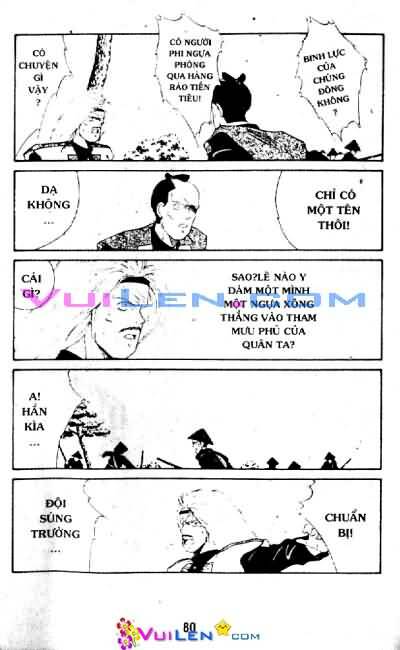 CÓ
CHUYỆN
GÌ
VẬY
?
CÓ NGƯỜI
PHI NGỰA
PHÓNG
QUA HÀNG
RÀO TIỀN
TIÊU!
BINH LỰC
CỦA
CHÚNG
ĐÔNG
KHÔNG
?
DẠ
KHÔNG
...
CHỈ CÓ
MỘT TÊN
THÔI!
CÁI
GÌ?
SAO?LẼ NÀO Y
DÁM MỘT MÌNH
MỘT NGỰA XÔNG
THẲNG VÀO THAM
MƯU PHỦ CỦA
QUÂN TA?
VUILEN.COM
A!
HẮN
KÌA
...
ĐỘI
SÚNG
TRƯỜNG
...
CHUẨN
BỊ!
80
VUILEN.COM